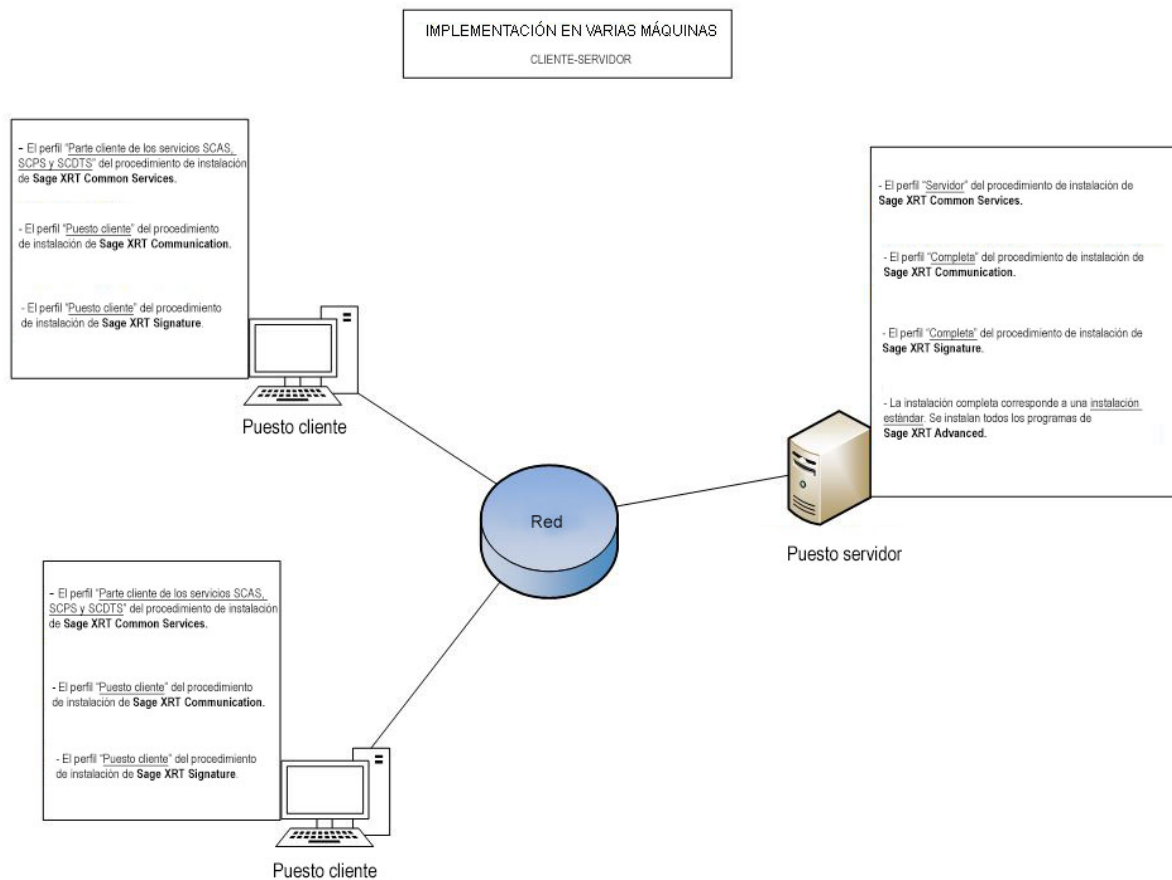 IMPLEMENTACIÓN EN VARIAS MÁQUINAS
CLIENTE-SERVIDOR
- El perfil "Parte cliente de los servicios SCAS,
SCPS y SCDTS" del procedimiento de instalación
de Sage XRT Common Services.
- El perfil "Puesto cliente" del procedimiento
de instalación de Sage XRT Communication.
- El perfil "Puesto cliente" del procedimiento
de instalación de Sage XRT Signature.
Puesto cliente
- El perfil "Servidor" del procedimiento de instalación de
Sage XRT Common Services.
- El perfil "Completa" del procedimiento de instalación de
Sage XRT Communication.
- El perfil "Completa" del procedimiento de instalación de
Sage XRT Signature.
- La instalación completa corresponde a una instalación
estándar. Se instalan todos los programas de
Sage XRT Advanced.
Puesto servidor
Red
- El perfil "Parte cliente de los servicios SCAS,
SCPS y SCDTS" del procedimiento de instalación
de Sage XRT Common Services.
- El perfil "Puesto cliente" del procedimiento
de instalación de Sage XRT Communication.
- El perfil "Puesto cliente" del procedimiento
de instalación de Sage XRT Signature.
Puesto cliente